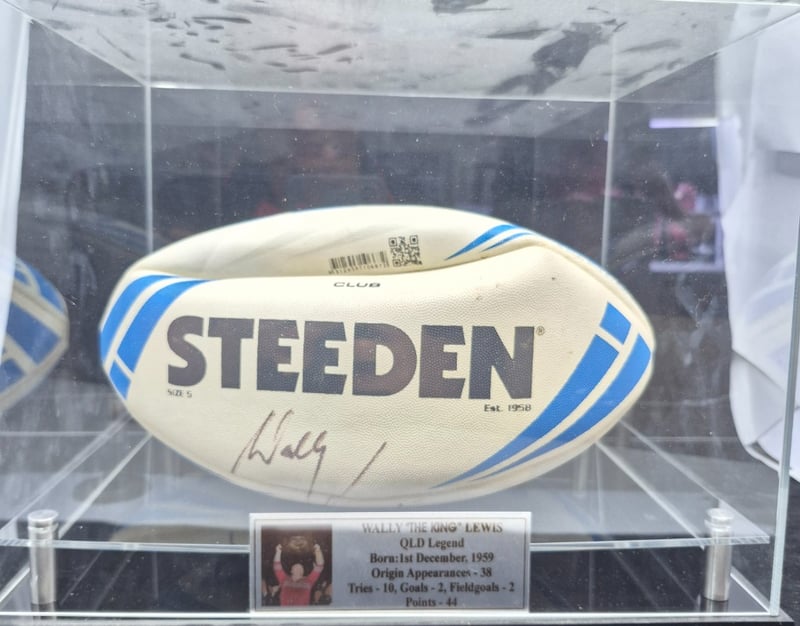 CLUB
STEEDEN®
SIZE 5
Est. 1958
Wally
WALLY "THE KING" LEWIS
QLD Legend
Born:1st December, 1959
Origin Appearances - 38
Tries - 10, Goals - 2, Fieldgoals - 2
Points - 44